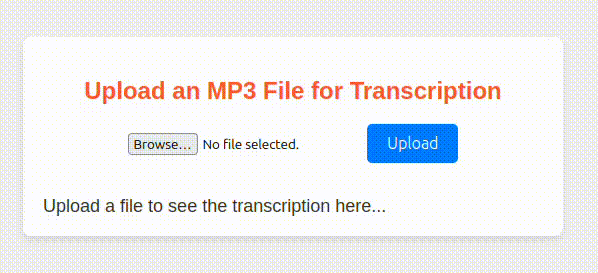 Upload an MP3 File for Transcription
Browse... No file selected. Upload
Upload a file to see the transcription here...